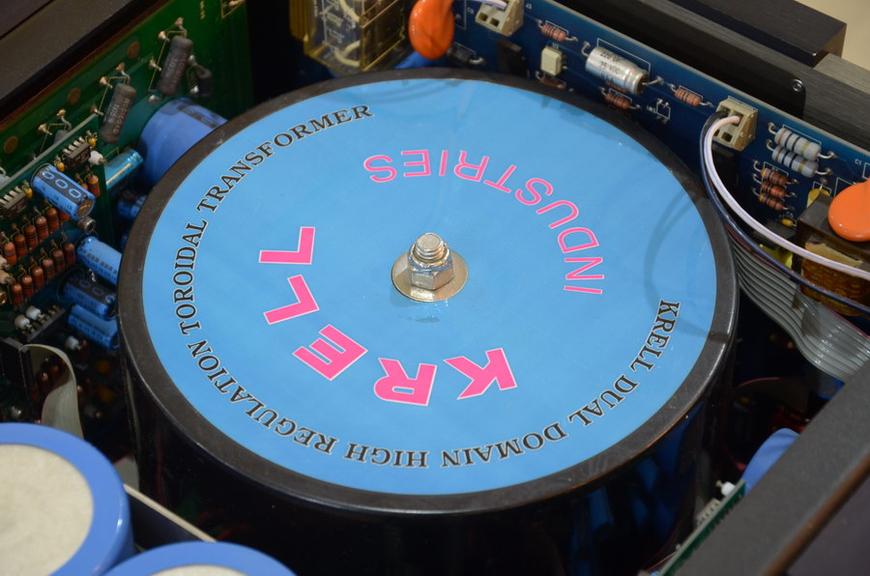 KRELL
INDUSTRIES
KRELL DUAL DOMAIN HIGH REGULATION TOROIDAL TRANSFORMER